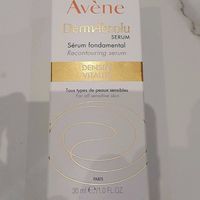 Avène
DermAbsolu
SERUM
Sérum fondamental
Recontouring serum
DENSITÉ
VITALITÉ
Tous types de peaux sensibles
For all sensitive skin
PARIS
30 ml ℮ 1.0 FL.OZ.